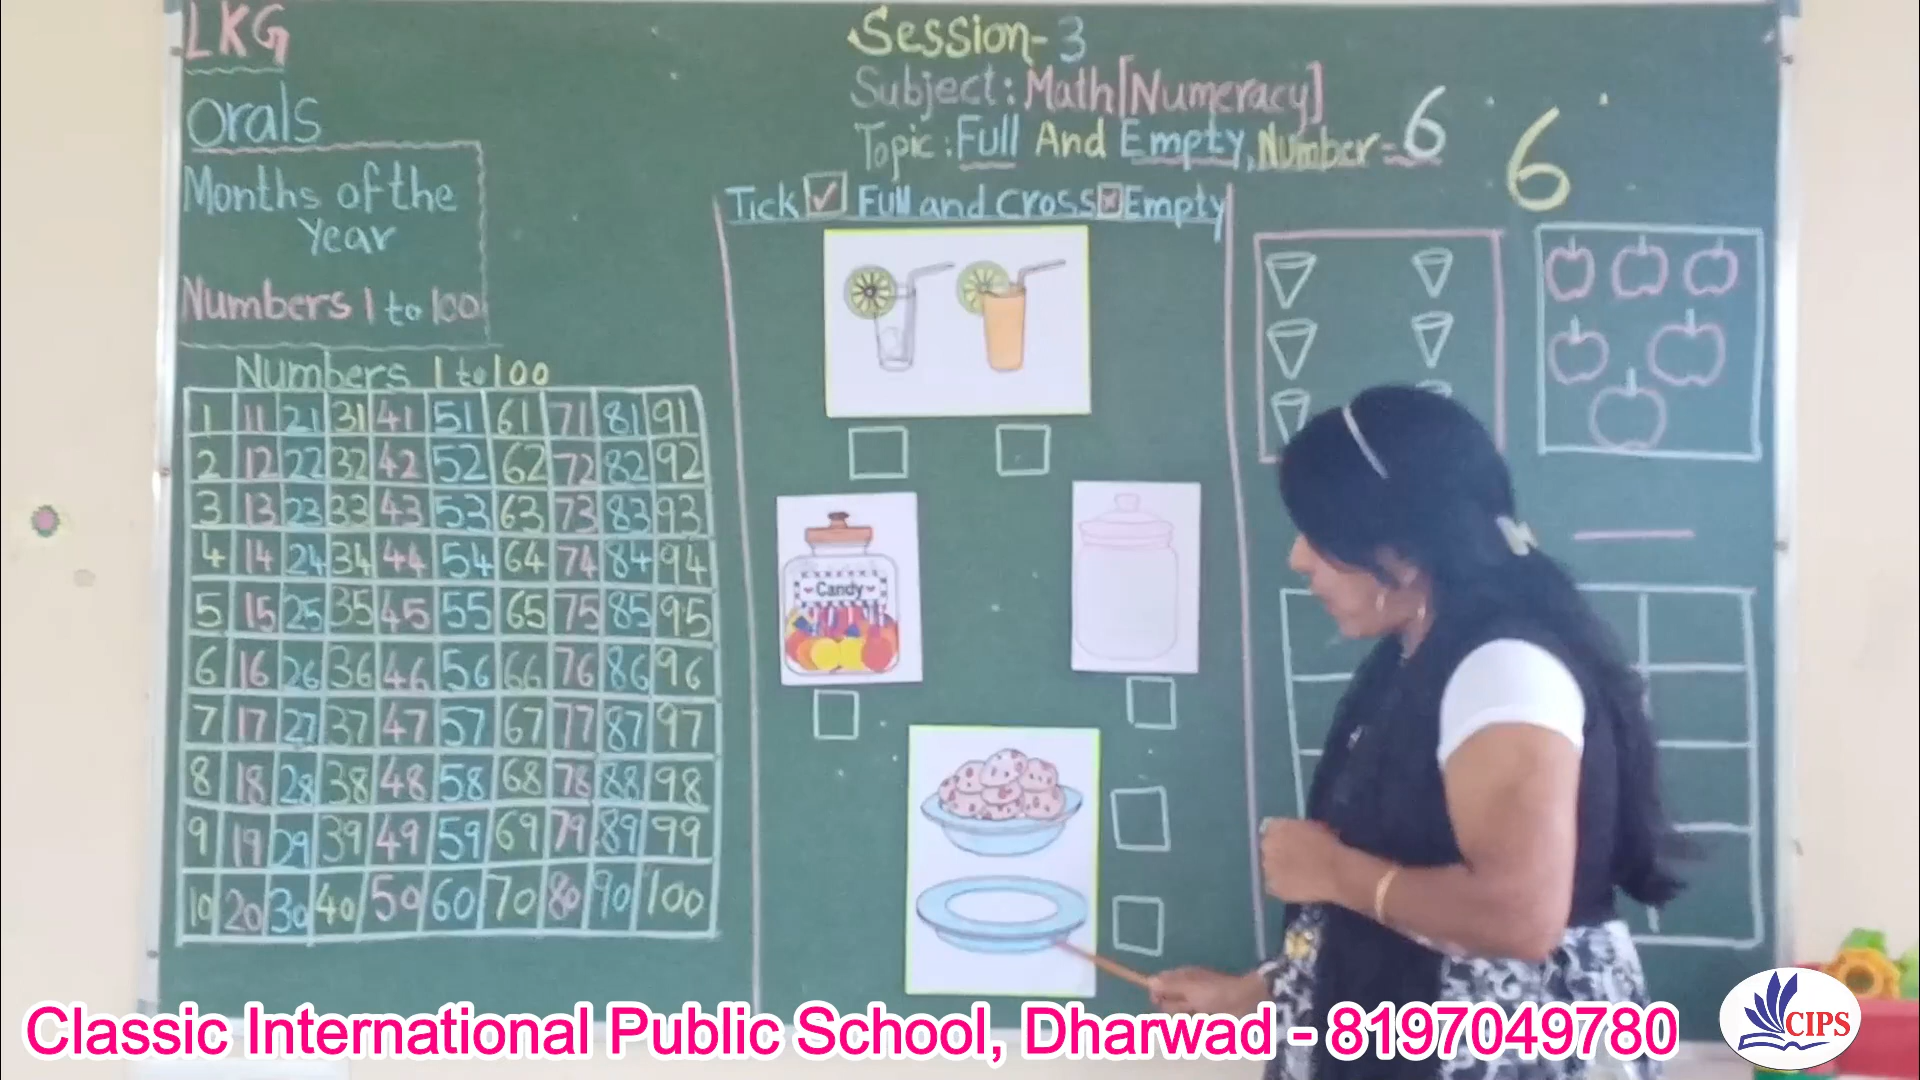 LKG
Orals
Months of the
Year
Numbers 1 to 100
Numbers 1 to 100
1 11 21 31 41 51 61 71 81 91
2 12 22 32 42 52 62 72 82 92
3 13 23 33 43 53 63 73 83 93
4 14 24 34 44 54 64 74 84 94
5 15 25 35 45 55 65 75 85 95
6 16 26 36 46 56 66 76 86 96
7 17 27 37 47 57 67 77 87 97
8 18 28 38 48 58 68 78 88 98
9 19 29 39 49 59 69 79 89 99
10 20 30 40 50 60 70 80 90 100
Session-3
Subject: Math[Numeracy]
Topic: Full And Empty, Number-6
6
Tick ✓ Full and Cross × Empty
Candy
Classic International Public School, Dharwad - 8197049780
CIPS